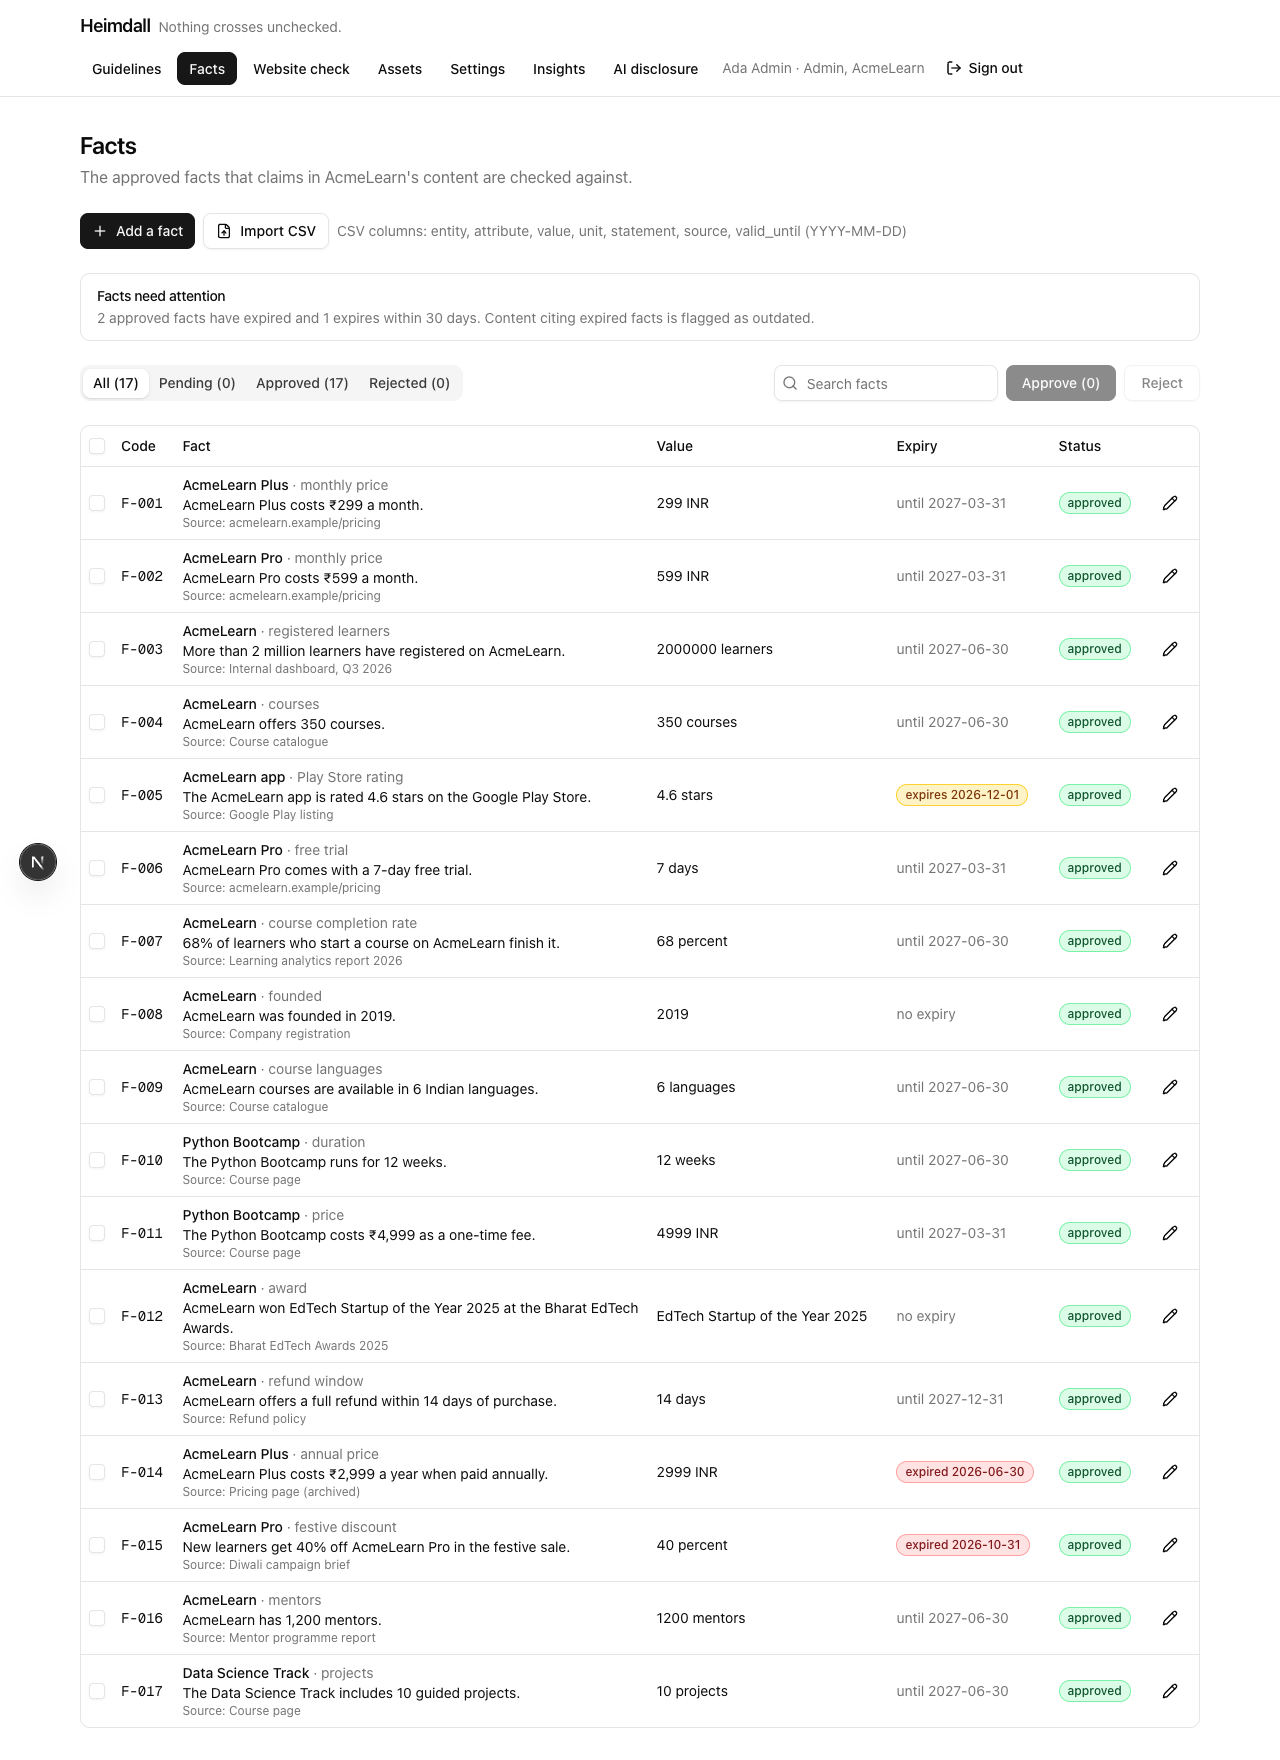 Heimdall Nothing crosses unchecked.
Guidelines Facts Website check Assets Settings Insights AI disclosure Ada Admin · Admin, AcmeLearn Sign out
Facts
The approved facts that claims in AcmeLearn's content are checked against.
Add a fact Import CSV CSV columns: entity, attribute, value, unit, statement, source, valid_until (YYYY-MM-DD)
Facts need attention
2 approved facts have expired and 1 expires within 30 days. Content citing expired facts is flagged as outdated.
All (17) Pending (0) Approved (17) Rejected (0) Search facts Approve (0) Reject
Code Fact Value Expiry Status
AcmeLearn Plus · monthly price
F-001 AcmeLearn Plus costs ₹299 a month. 299 INR until 2027-03-31 approved
Source: acmelearn.example/pricing
AcmeLearn Pro · monthly price
F-002 AcmeLearn Pro costs ₹599 a month. 599 INR until 2027-03-31 approved
Source: acmelearn.example/pricing
AcmeLearn · registered learners
F-003 More than 2 million learners have registered on AcmeLearn. 2000000 learners until 2027-06-30 approved
Source: Internal dashboard, Q3 2026
AcmeLearn · courses
F-004 AcmeLearn offers 350 courses. 350 courses until 2027-06-30 approved
Source: Course catalogue
AcmeLearn app · Play Store rating
F-005 The AcmeLearn app is rated 4.6 stars on the Google Play Store. 4.6 stars expires 2026-12-01 approved
Source: Google Play listing
AcmeLearn Pro · free trial
F-006 AcmeLearn Pro comes with a 7-day free trial. 7 days until 2027-03-31 approved
Source: acmelearn.example/pricing
N
AcmeLearn · course completion rate
F-007 68% of learners who start a course on AcmeLearn finish it. 68 percent until 2027-06-30 approved
Source: Learning analytics report 2026
AcmeLearn · founded
F-008 AcmeLearn was founded in 2019. 2019 no expiry approved
Source: Company registration
AcmeLearn · course languages
F-009 AcmeLearn courses are available in 6 Indian languages. 6 languages until 2027-06-30 approved
Source: Course catalogue
Python Bootcamp · duration
F-010 The Python Bootcamp runs for 12 weeks. 12 weeks until 2027-06-30 approved
Source: Course page
Python Bootcamp · price
F-011 The Python Bootcamp costs ₹4,999 as a one-time fee. 4999 INR until 2027-03-31 approved
Source: Course page
AcmeLearn · award
F-012 AcmeLearn won EdTech Startup of the Year 2025 at the Bharat EdTech EdTech Startup of the Year 2025 no expiry approved
Awards.
Source: Bharat EdTech Awards 2025
AcmeLearn · refund window
F-013 AcmeLearn offers a full refund within 14 days of purchase. 14 days until 2027-12-31 approved
Source: Refund policy
AcmeLearn Plus · annual price
F-014 AcmeLearn Plus costs ₹2,999 a year when paid annually. 2999 INR expired 2026-06-30 approved
Source: Pricing page (archived)
AcmeLearn Pro · festive discount
F-015 New learners get 40% off AcmeLearn Pro in the festive sale. 40 percent expired 2026-10-31 approved
Source: Diwali campaign brief
AcmeLearn · mentors
F-016 AcmeLearn has 1,200 mentors. 1200 mentors until 2027-06-30 approved
Source: Mentor programme report
Data Science Track · projects
F-017 The Data Science Track includes 10 guided projects. 10 projects until 2027-06-30 approved
Source: Course page